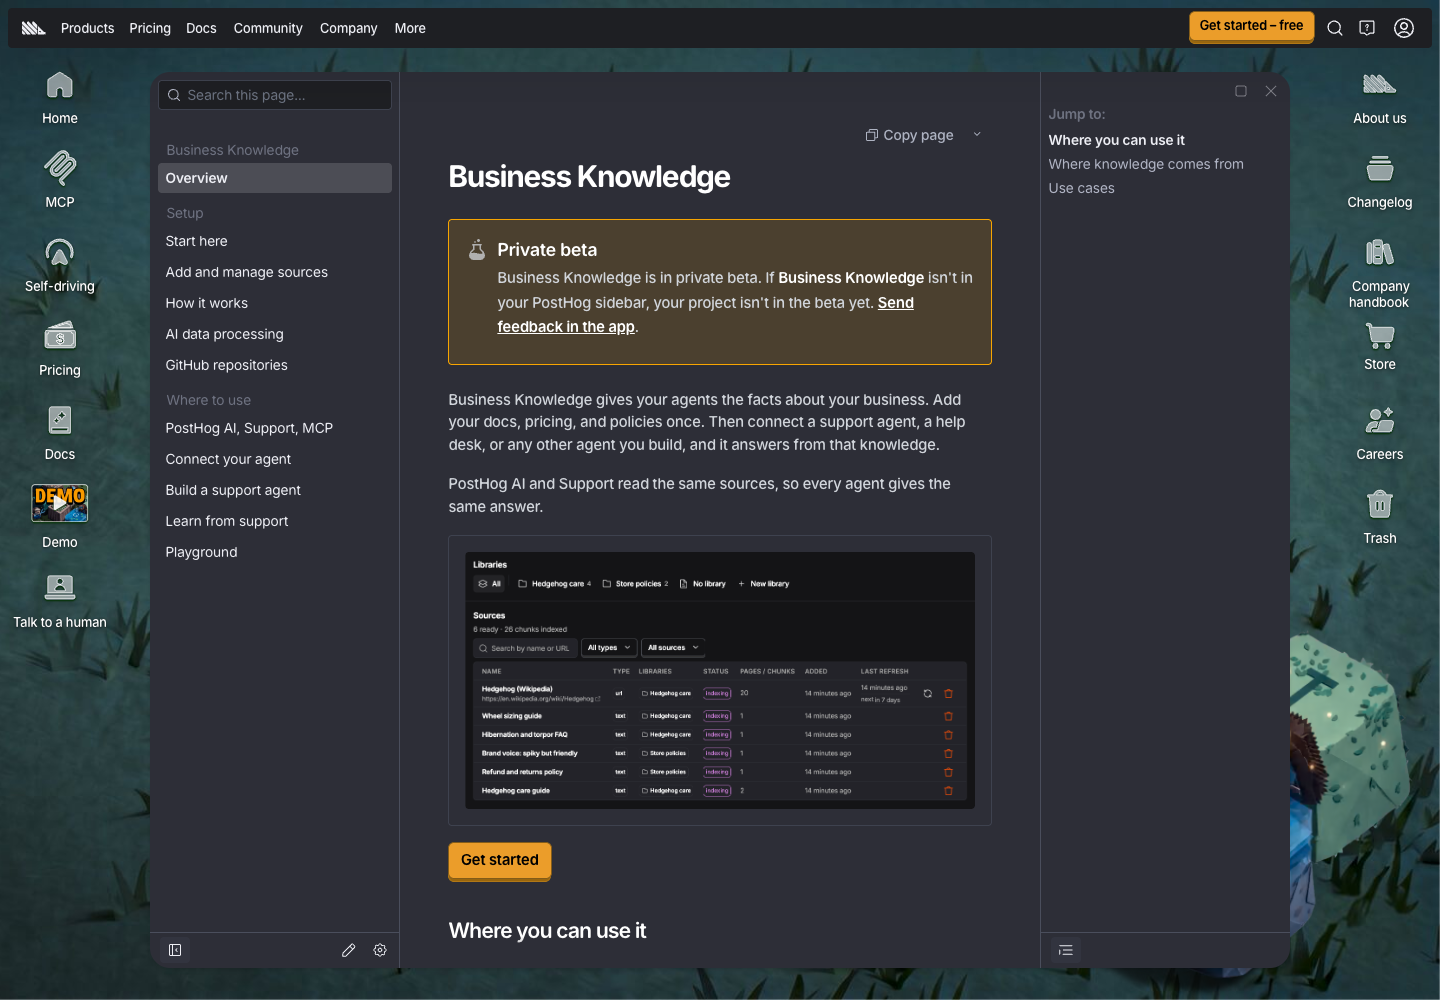 Products Pricing Docs Community Company More
Get started – free
Home
MCP
Self-driving
Pricing
Docs
DEMO
Demo
Talk to a human
Search this page...
Business Knowledge
Overview
Setup
Start here
Add and manage sources
How it works
AI data processing
GitHub repositories
Where to use
PostHog AI, Support, MCP
Connect your agent
Build a support agent
Learn from support
Playground
Copy page
Business Knowledge
Private beta
Business Knowledge is in private beta. If Business Knowledge isn't in
your PostHog sidebar, your project isn't in the beta yet. Send
feedback in the app.
Business Knowledge gives your agents the facts about your business. Add
your docs, pricing, and policies once. Then connect a support agent, a help
desk, or any other agent you build, and it answers from that knowledge.
PostHog AI and Support read the same sources, so every agent gives the
same answer.
Libraries
All Hedgehog care 4 Store policies 2 No library + New library
Sources
6 ready · 26 chunks indexed
Search by name or URL All types All sources
NAME TYPE LIBRARIES STATUS PAGES / CHUNKS ADDED LAST REFRESH
Hedgehog (Wikipedia) url Hedgehog care Indexing 20 14 minutes ago 14 minutes ago
https://en.wikipedia.org/wiki/Hedgehog next in 7 days
Wheel sizing guide text Hedgehog care Indexing 1 14 minutes ago
Hibernation and torpor FAQ text Hedgehog care Indexing 1 14 minutes ago
Brand voice: spiky but friendly text Store policies Indexing 1 14 minutes ago
Refund and returns policy text Store policies Indexing 1 14 minutes ago
Hedgehog care guide text Hedgehog care Indexing 2 14 minutes ago
Get started
Where you can use it
Jump to:
Where you can use it
Where knowledge comes from
Use cases
About us
Changelog
Company
handbook
Store
Careers
Trash